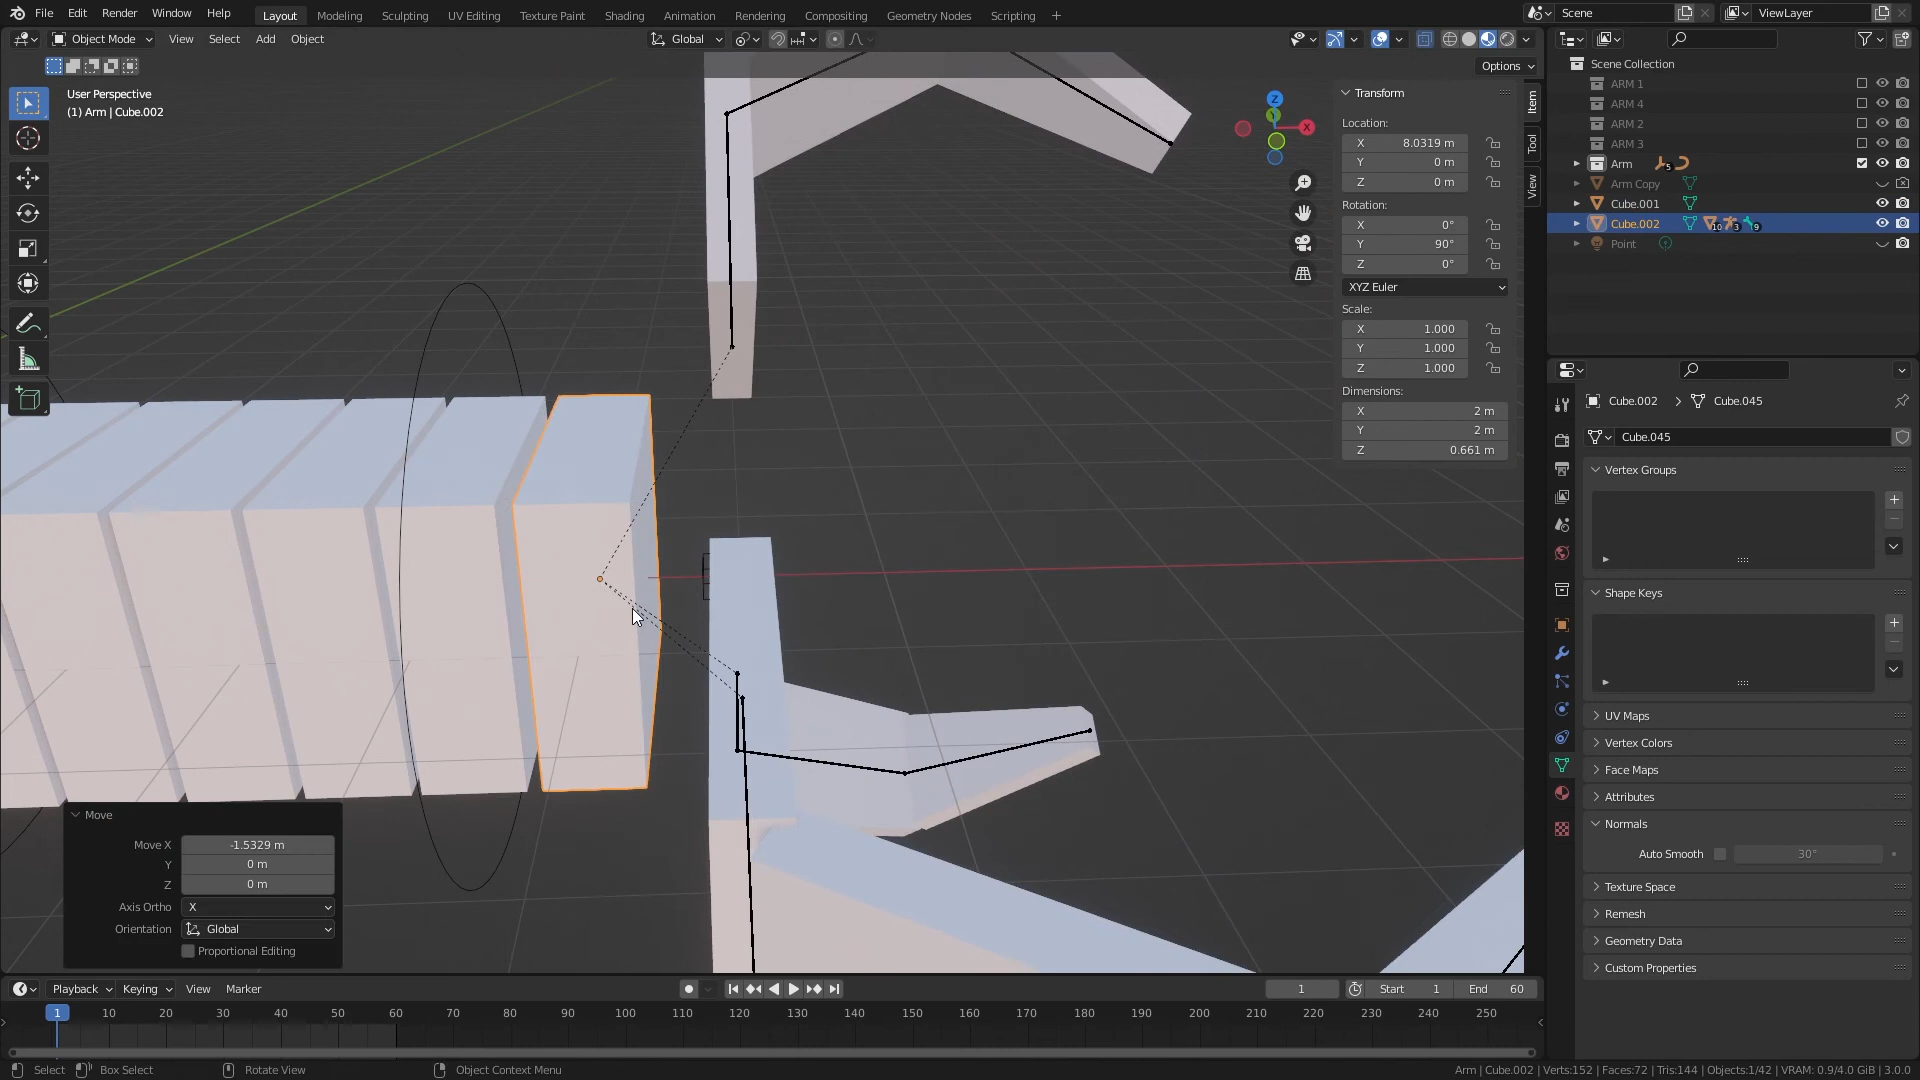 File Edit Render Window Help Layout Modeling Sculpting UV Editing Texture Paint Shading Animation Rendering Compositing Geometry Nodes Scripting + Scene ViewLayer
Object Mode View Select Add Object Global
Options
User Perspective
(1) Arm | Cube.002
Z
Y
X
Transform
Location:
X 8.0319 m
Y 0 m
Z 0 m
Rotation:
X 0°
Y 90°
Z 0°
XYZ Euler
Scale:
X 1.000
Y 1.000
Z 1.000
Dimensions:
X 2 m
Y 2 m
Z 0.661 m
Item
Tool
View
Scene Collection
ARM 1
ARM 4
ARM 2
ARM 3
Arm 5
Arm Copy
Cube.001
Cube.002 10 3 9
Point
Cube.002 > Cube.045
Cube.045
Vertex Groups
Shape Keys
UV Maps
Vertex Colors
Face Maps
Attributes
Normals
Auto Smooth 30°
Texture Space
Remesh
Geometry Data
Custom Properties
Move
Move X -1.5329 m
Y 0 m
Z 0 m
Axis Ortho X
Orientation Global
Proportional Editing
Playback Keying View Marker 1 Start 1 End 60
1 10 20 30 40 50 60 70 80 90 100 110 120 130 140 150 160 170 180 190 200 210 220 230 240 250
Select Box Select Rotate View Object Context Menu Arm | Cube.002 | Verts:152 | Faces:72 | Tris:144 | Objects:1/42 | VRAM: 0.9/4.0 GiB | 3.0.0